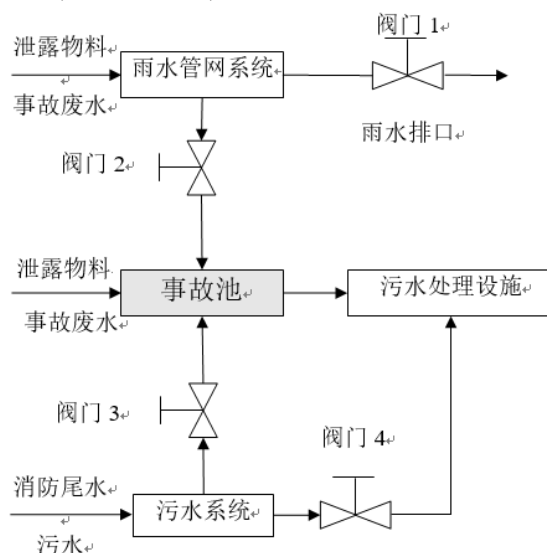 阀门 1
泄露物料
雨水管网系统
事故废水
雨水排口
阀门 2
泄露物料
事故池
污水处理设施
事故废水
阀门 3
阀门 4
消防尾水
污水系统
污水